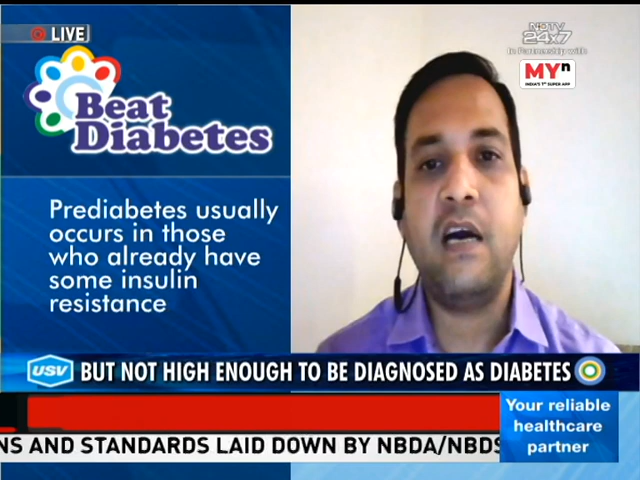 LIVE
NDTV
24x7
In Partnership with
MYn
INDIA'S 1ST SUPER APP
Beat
Diabetes
Prediabetes usually
occurs in those
who already have
some insulin
resistance
USV BUT NOT HIGH ENOUGH TO BE DIAGNOSED AS DIABETES
Your reliable
healthcare
partner
NS AND STANDARDS LAID DOWN BY NBDA/NBDS